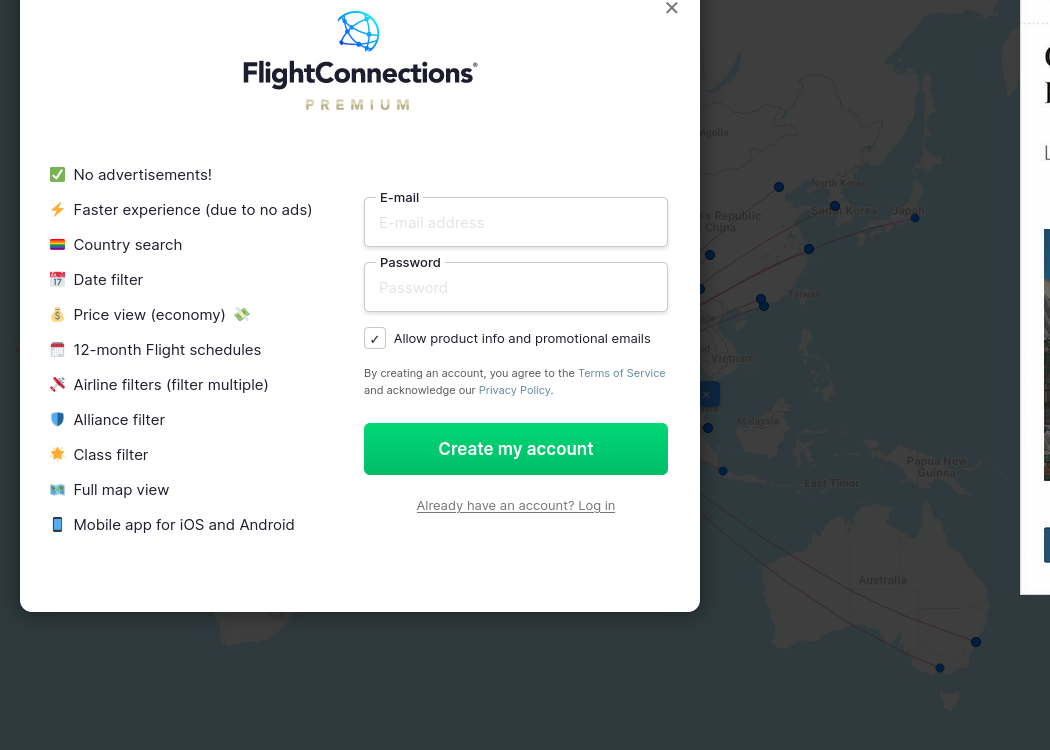 ×
FlightConnections®
PREMIUM
No advertisements!
Faster experience (due to no ads)
Country search
Date filter
Price view (economy)
12-month Flight schedules
Airline filters (filter multiple)
Alliance filter
Class filter
Full map view
Mobile app for iOS and Android
E-mail
E-mail address
Password
Password
Allow product info and promotional emails
By creating an account, you agree to the Terms of Service
and acknowledge our Privacy Policy.
Create my account
Already have an account? Log in
North Korea
South Korea
Japan
's Republic
China
Taiwan
Vietnam
×
Malaysia
Papua New
Guinea
East Timor
Australia